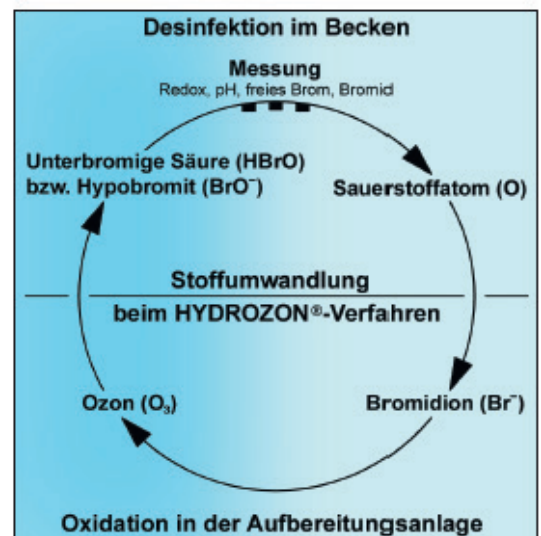 Desinfektion im Becken
Messung
Redox, pH, freies Brom, Bromid
Unterbromige Säure (HBrO)
bzw. Hypobromit (BrO⁻)
Sauerstoffatom (O)
Stoffumwandlung
beim HYDROZON®-Verfahren
Ozon (O₃)
Bromidion (Br⁻)
Oxidation in der Aufbereitungsanlage